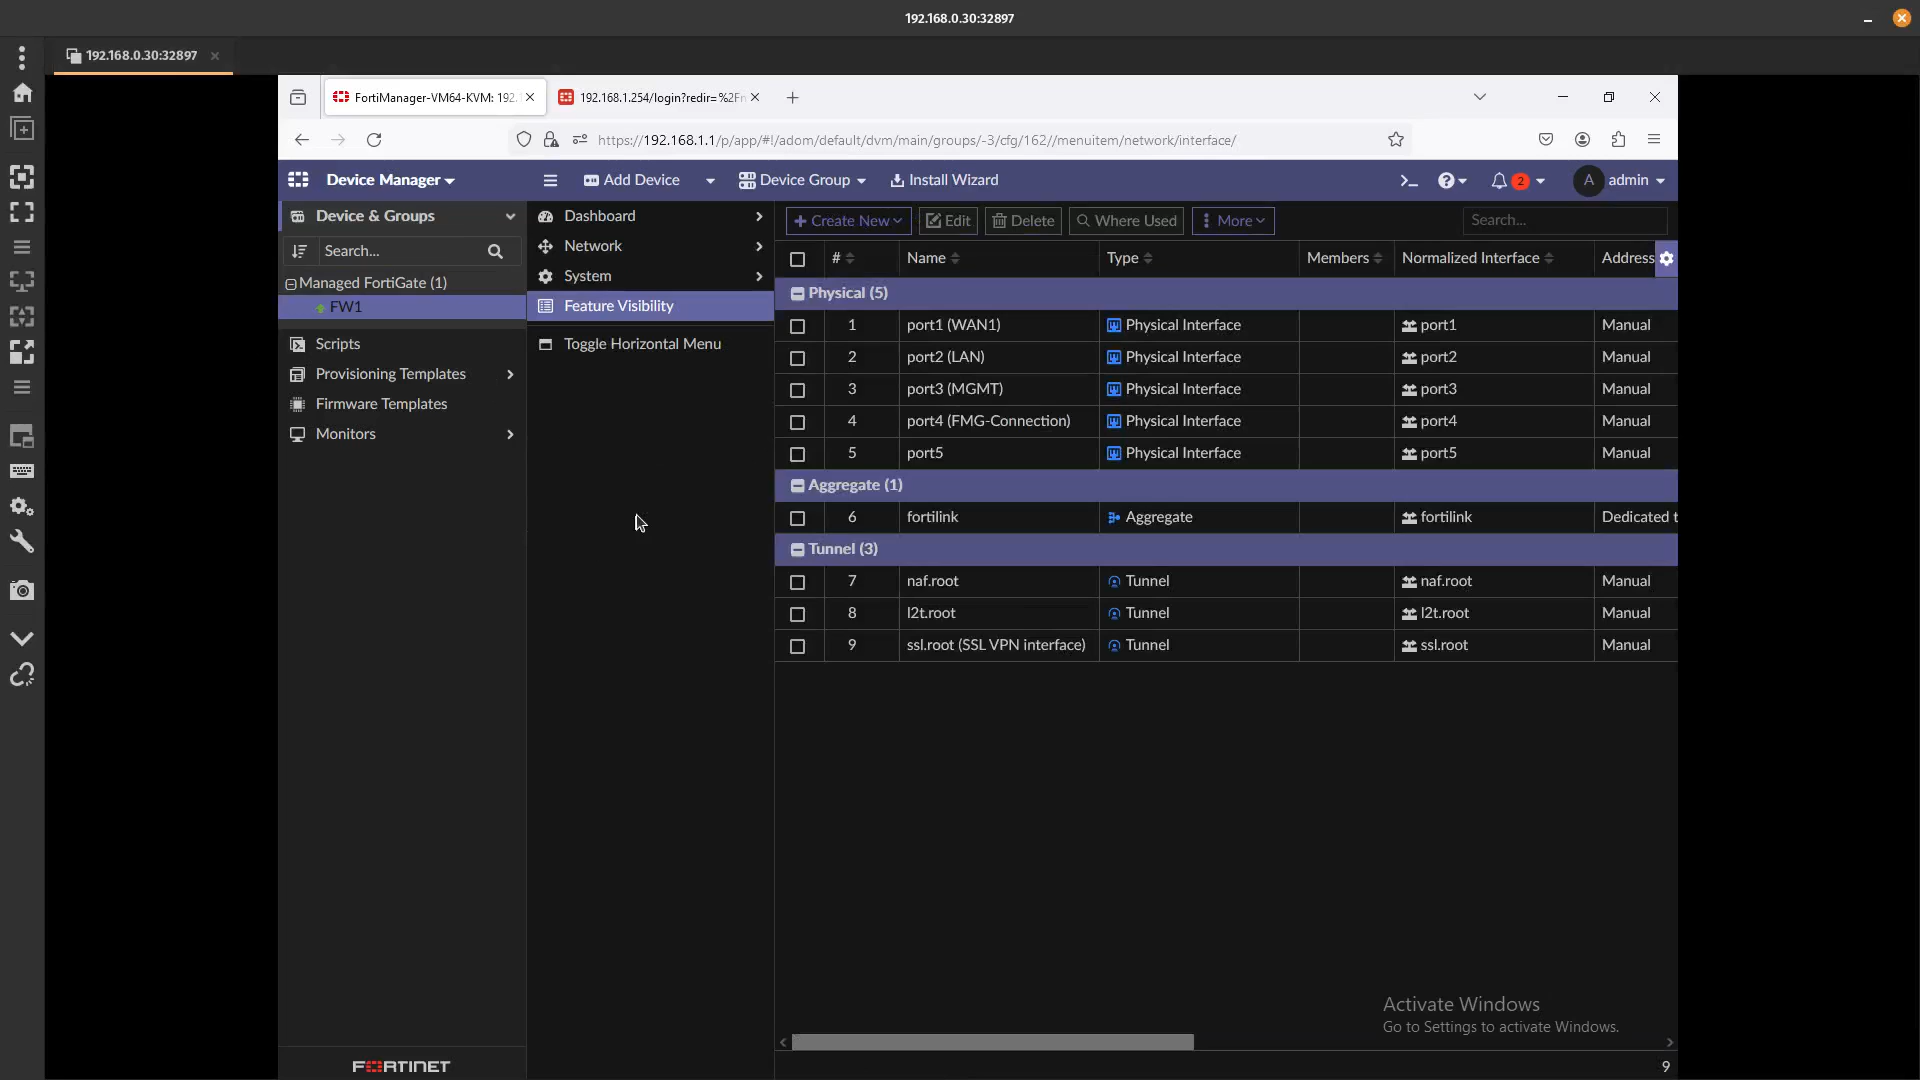 192.168.0.30:32897
192.168.0.30:32897
FortiManager-VM64-KVM: 192.
192.168.1.254/login?redir=%2Fn
https://192.168.1.1/p/app/#!/adom/default/dvm/main/groups/-3/cfg/162//menuitem/network/interface/
Device Manager
Add Device
Device Group
Install Wizard
2
A
admin
Device & Groups
Search...
Managed FortiGate (1)
FW1
Scripts
Provisioning Templates
Firmware Templates
Monitors
Dashboard
Network
System
Feature Visibility
Toggle Horizontal Menu
+ Create New
Edit
Delete
Where Used
More
Search...
# Name Type Members Normalized Interface Address
Physical (5)
1 port1 (WAN1) Physical Interface port1 Manual
2 port2 (LAN) Physical Interface port2 Manual
3 port3 (MGMT) Physical Interface port3 Manual
4 port4 (FMG-Connection) Physical Interface port4 Manual
5 port5 Physical Interface port5 Manual
Aggregate (1)
6 fortilink Aggregate fortilink Dedicated t
Tunnel (3)
7 naf.root Tunnel naf.root Manual
8 l2t.root Tunnel l2t.root Manual
9 ssl.root (SSL VPN interface) Tunnel ssl.root Manual
Activate Windows
Go to Settings to activate Windows.
FORTINET
9